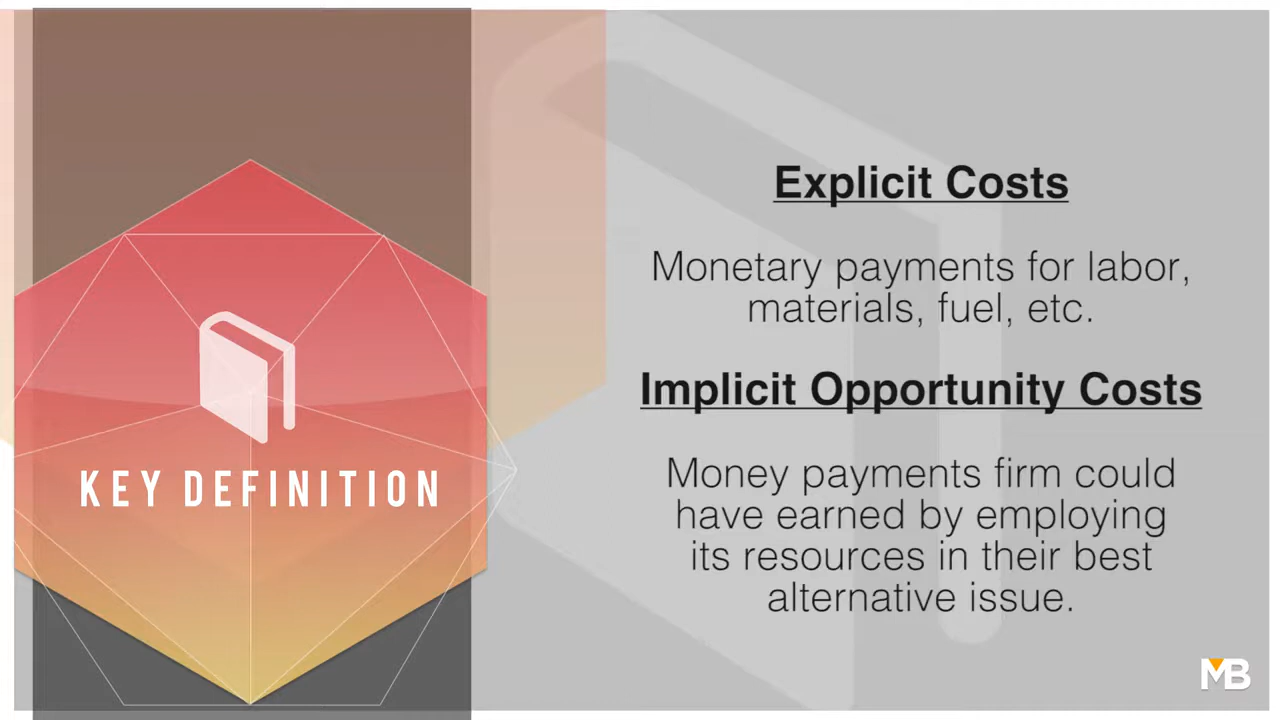 KEY DEFINITION
Explicit Costs
Monetary payments for labor,
materials, fuel, etc.
Implicit Opportunity Costs
Money payments firm could
have earned by employing
its resources in their best
alternative issue.
MB